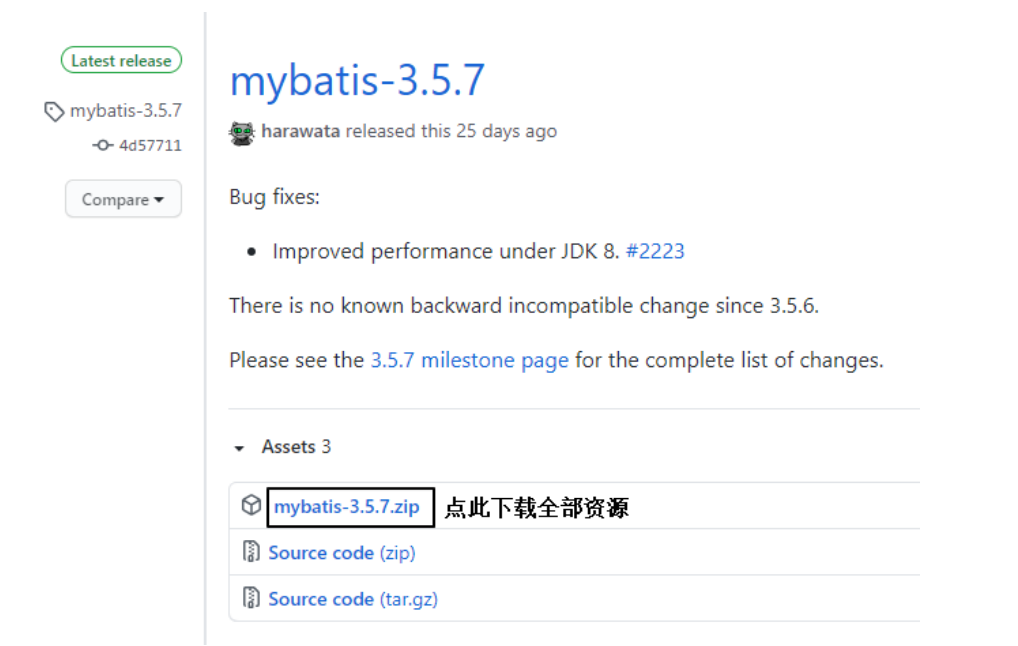 Latest release
mybatis-3.5.7
4d57711
Compare
mybatis-3.5.7
harawata released this 25 days ago
Bug fixes:
Improved performance under JDK 8. #2223
There is no known backward incompatible change since 3.5.6.
Please see the 3.5.7 milestone page for the complete list of changes.
Assets 3
mybatis-3.5.7.zip 点此下载全部资源
Source code (zip)
Source code (tar.gz)